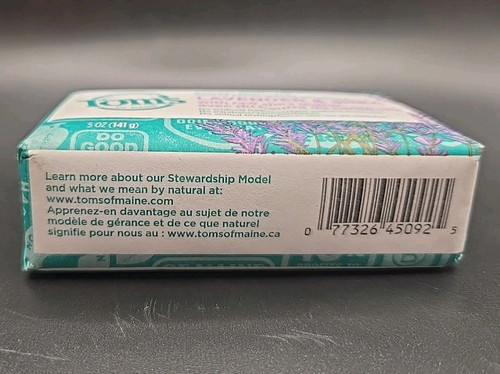 Tom's
LAVENDER &
5 OZ (141 g)
DO
GOOD
Learn more about our Stewardship Model
and what we mean by natural at:
www.tomsofmaine.com
Apprenez-en davantage au sujet de notre
modèle de gérance et de ce que naturel
signifie pour nous au : www.tomsofmaine.ca
0 77326 45092 5